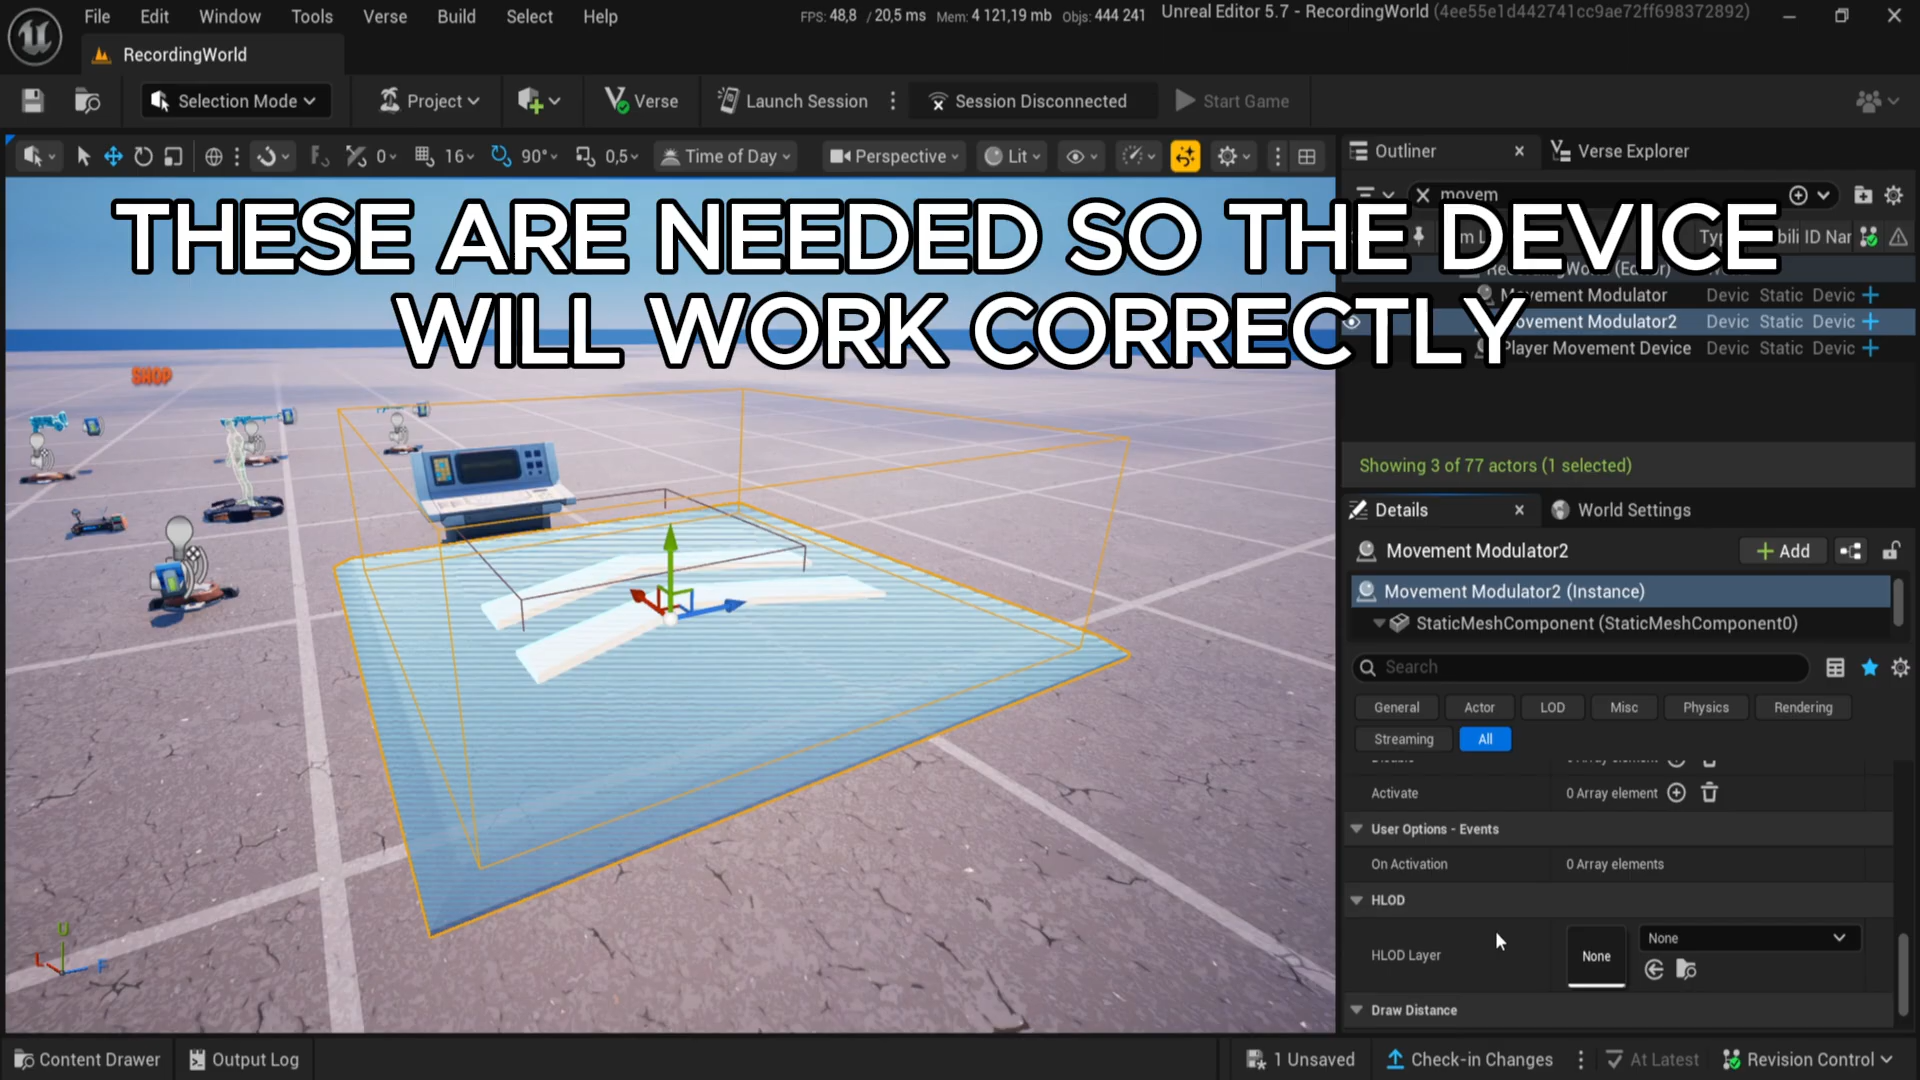 File Edit Window Tools Verse Build Select Help
FPS: 48,8 / 20,5 ms Mem: 4 121,19 mb Objs: 444 241
Unreal Editor 5.7 - RecordingWorld (4ee55e1d442741cc9ae72ff698372892)
RecordingWorld
Selection Mode Project Verse Launch Session Session Disconnected Start Game
0 16 90° 0,5 Time of Day Perspective Lit
Outliner Verse Explorer
movem
THESE ARE NEEDED SO THE DEVICE
WILL WORK CORRECTLY
RecordingWorld (Editor)
Movement Modulator Devic Static Devic
Movement Modulator2 Devic Static Devic
Player Movement Device Devic Static Devic
SHOP
Showing 3 of 77 actors (1 selected)
Details World Settings
Movement Modulator2 Add
Movement Modulator2 (Instance)
StaticMeshComponent (StaticMeshComponent0)
Search
General Actor LOD Misc Physics Rendering
Streaming All
Activate 0 Array element
User Options - Events
On Activation 0 Array elements
HLOD
HLOD Layer None None
Draw Distance
Content Drawer Output Log 1 Unsaved Check-in Changes At Latest Revision Control